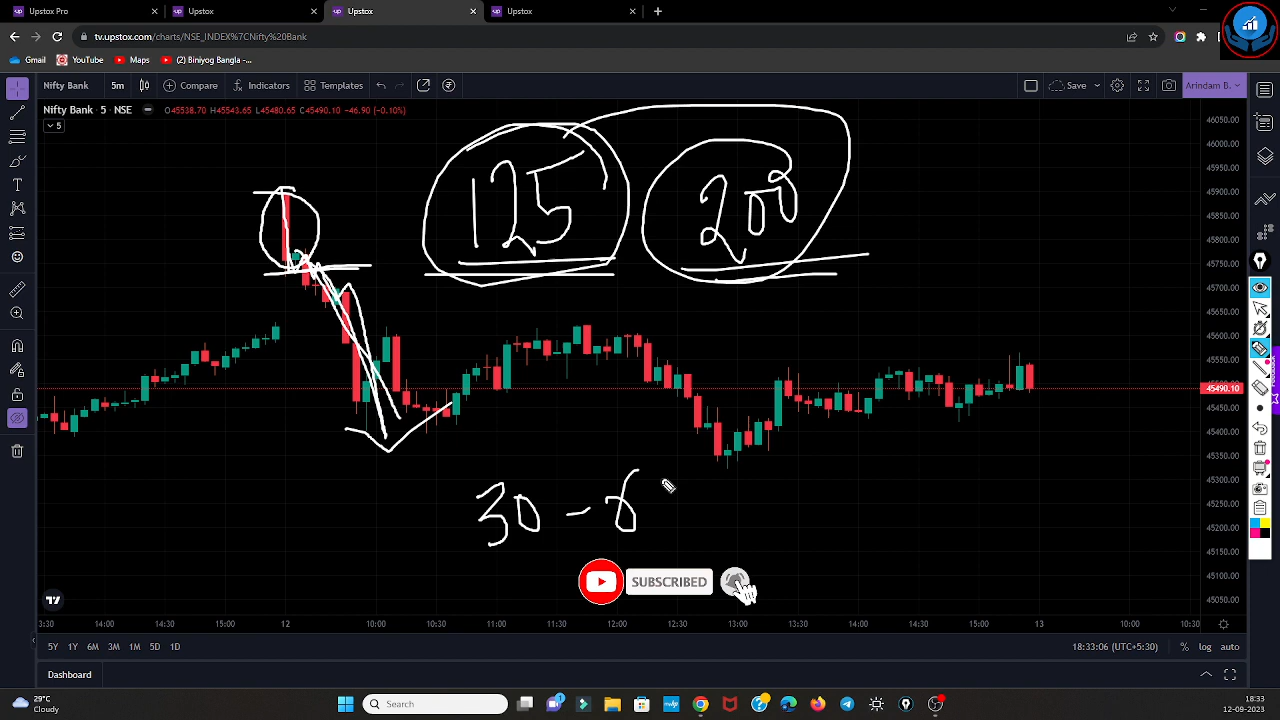 Upstox Pro
Upstox
Upstox
Upstox
tv.upstox.com/charts/NSE_INDEX%7CNifty%20Bank
Gmail
YouTube
Maps
(2) Biniyog Bangla -...
Nifty Bank
5m
Compare
Indicators
Templates
Save
Arindam B.
Nifty Bank · 5 · NSE
O45538.70 H45543.65 L45480.65 C45490.10 -46.90 (-0.10%)
5
125
200
30 - 6
SUBSCRIBED
46050.00
46000.00
45950.00
45900.00
45850.00
45800.00
45750.00
45700.00
45650.00
45600.00
45550.00
45490.10
45450.00
45400.00
45350.00
45300.00
45250.00
45200.00
45150.00
45100.00
45050.00
3:30 14:00 14:30 15:00 12 10:00 10:30 11:00 11:30 12:00 12:30 13:00 13:30 14:00 14:30 15:00 13 10:00 10:30
5Y 1Y 6M 3M 1M 5D 1D
18:33:06 (UTC+5:30)
% log auto
Dashboard
29°C
Cloudy
Search
18:33
12-09-2023